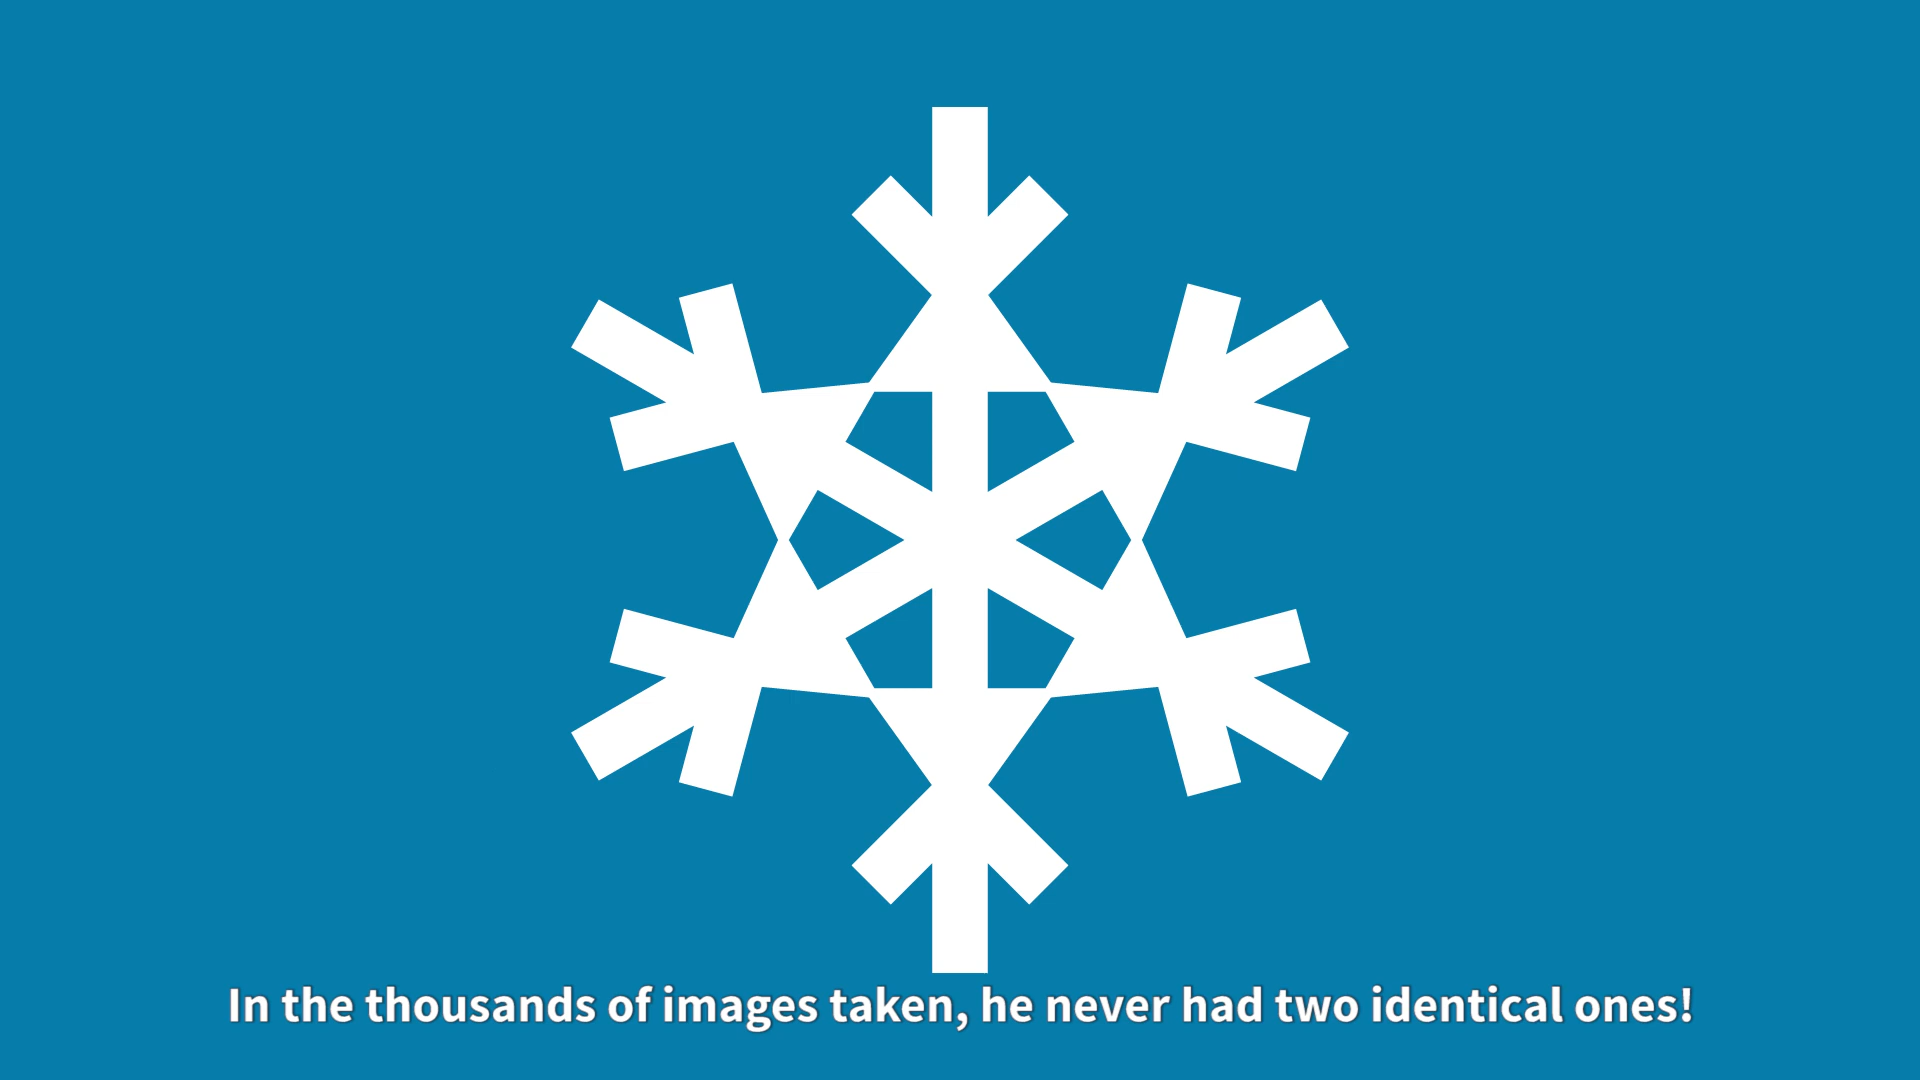 In the thousands of images taken, he never had two identical ones!